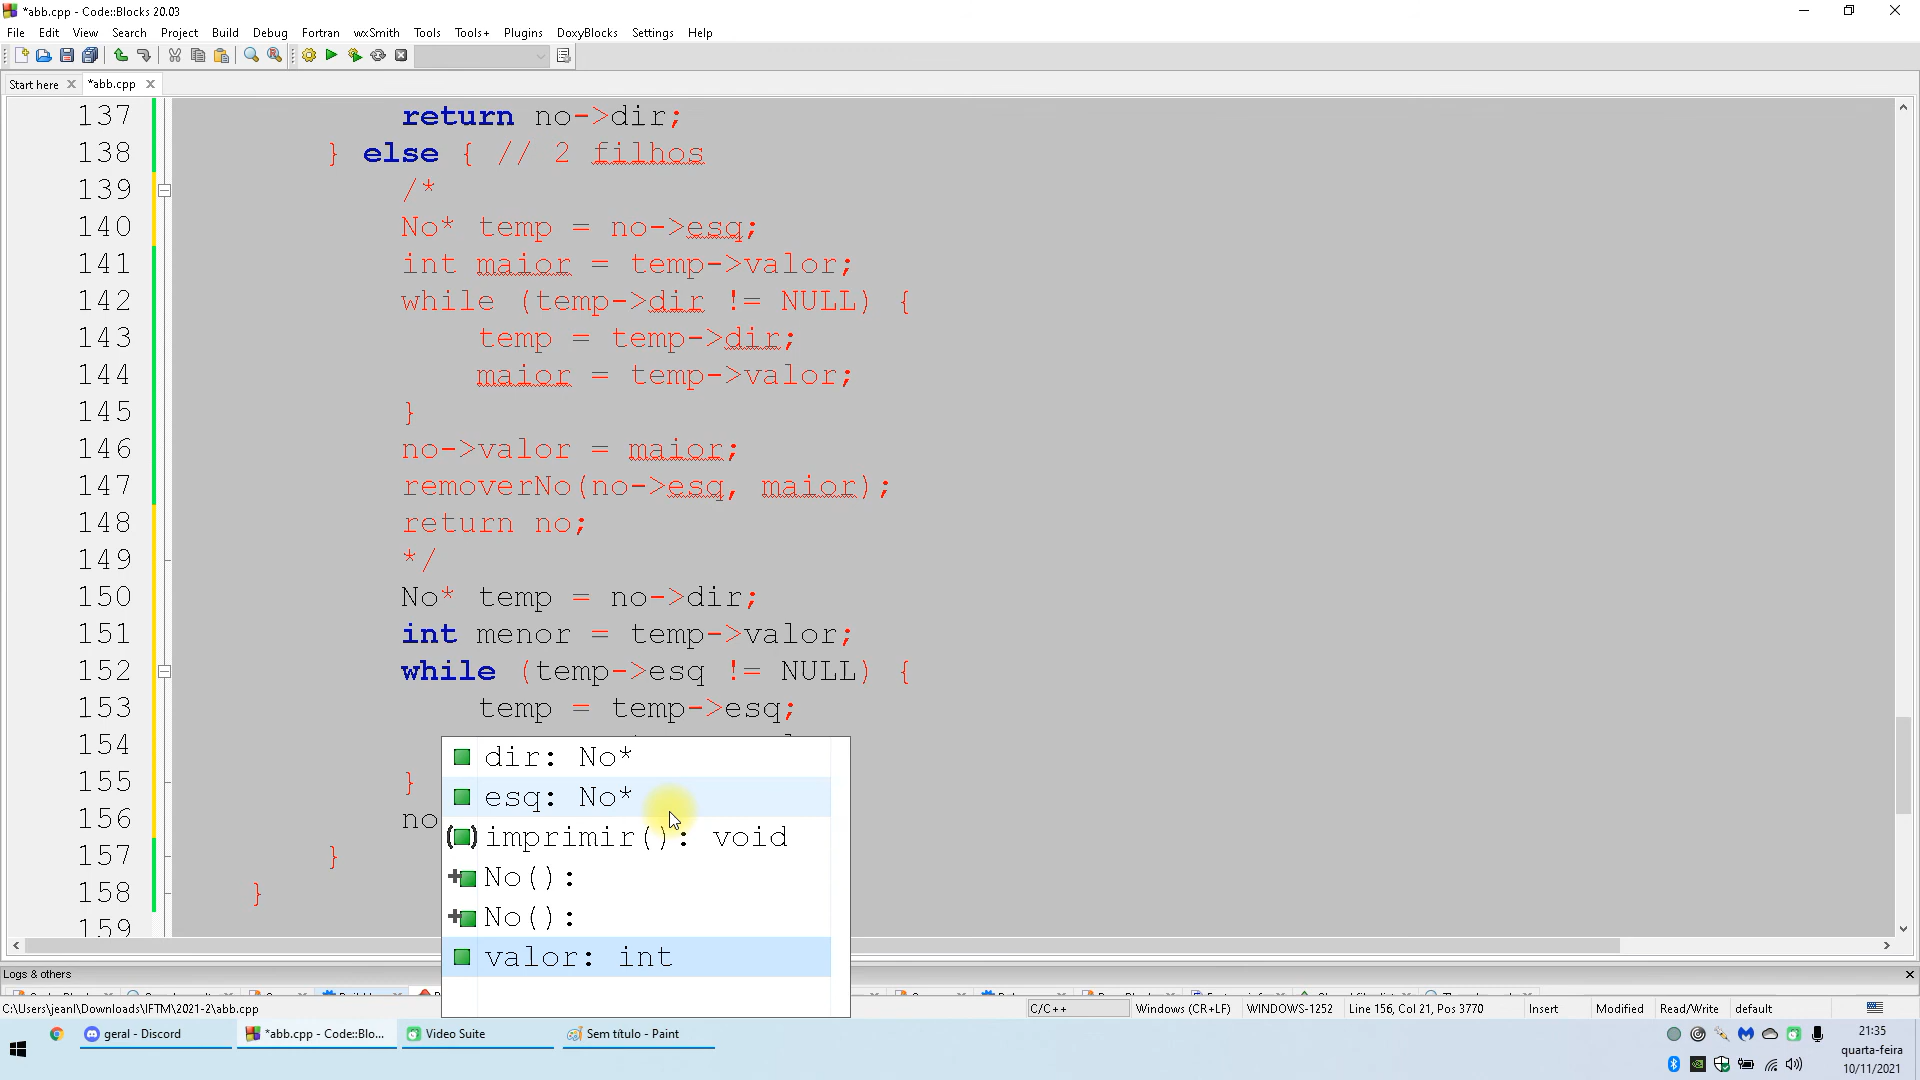 *abb.cpp - Code::Blocks 20.03
File Edit View Search Project Build Debug Fortran wxSmith Tools Tools+ Plugins DoxyBlocks Settings Help
Start here *abb.cpp
137 return no->dir;
138 } else { // 2 filhos
139 /*
140 No* temp = no->esq;
141 int maior = temp->valor;
142 while (temp->dir != NULL) {
143 temp = temp->dir;
144 maior = temp->valor;
145 }
146 no->valor = maior;
147 removerNo(no->esq, maior);
148 return no;
149 */
150 No* temp = no->dir;
151 int menor = temp->valor;
152 while (temp->esq != NULL) {
153 temp = temp->esq;
154
155 }
156 no
157 }
158 }
159
dir: No*
esq: No*
imprimir(): void
No():
No():
valor: int
Logs & others
C:\Users\jeanl\Downloads\IFTM\2021-2\abb.cpp C/C++ Windows (CR+LF) WINDOWS-1252 Line 156, Col 21, Pos 3770 Insert Modified Read/Write default
geral - Discord *abb.cpp - Code::Blo... Video Suite Sem título - Paint
21:35
quarta-feira
10/11/2021